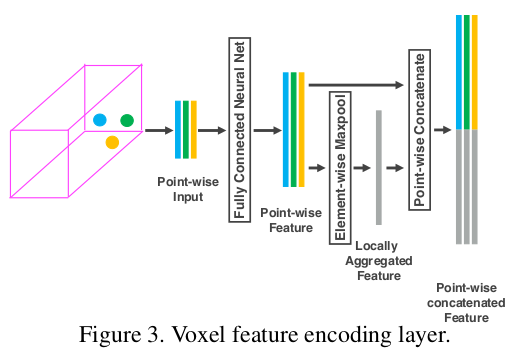 Point-wise
Input
Fully Connected Neural Net
Point-wise
Feature
Element-wise Maxpool
Locally
Aggregated
Feature
Point-wise Concatenate
Point-wise
concatenated
Feature
Figure 3. Voxel feature encoding layer.